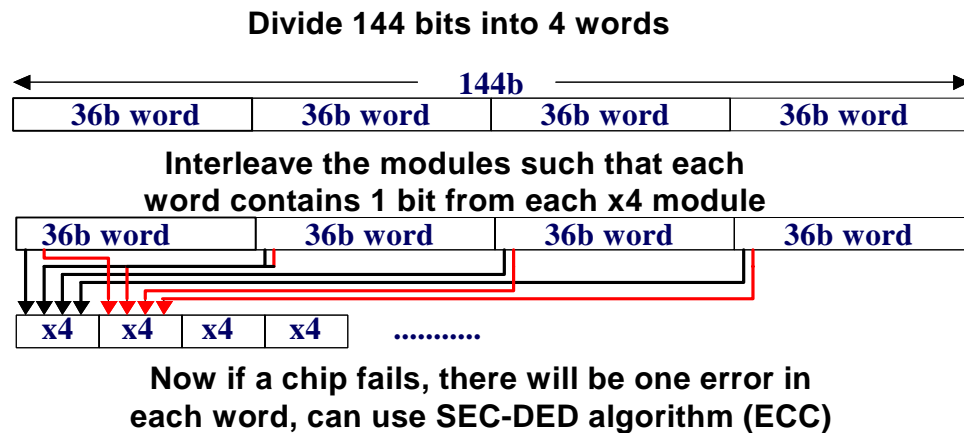 Divide 144 bits into 4 words
144b
36b word 36b word 36b word 36b word
Interleave the modules such that each
word contains 1 bit from each x4 module
36b word 36b word 36b word 36b word
x4 x4 x4 x4 ...........
Now if a chip fails, there will be one error in
each word, can use SEC-DED algorithm (ECC)